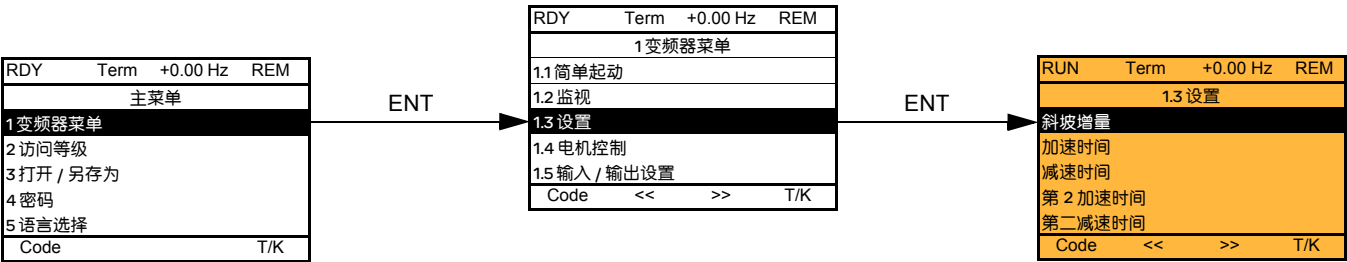 RDY Term +0.00 Hz REM
主菜单
1 变频器菜单
2 访问等级
3 打开 / 另存为
4 密码
5 语言选择
Code T/K
ENT
RDY Term +0.00 Hz REM
1 变频器菜单
1.1 简单起动
1.2 监视
1.3 设置
1.4 电机控制
1.5 输入 / 输出设置
Code << >> T/K
ENT
RUN Term +0.00 Hz REM
1.3 设置
斜坡增量
加速时间
减速时间
第 2 加速时间
第二减速时间
Code << >> T/K